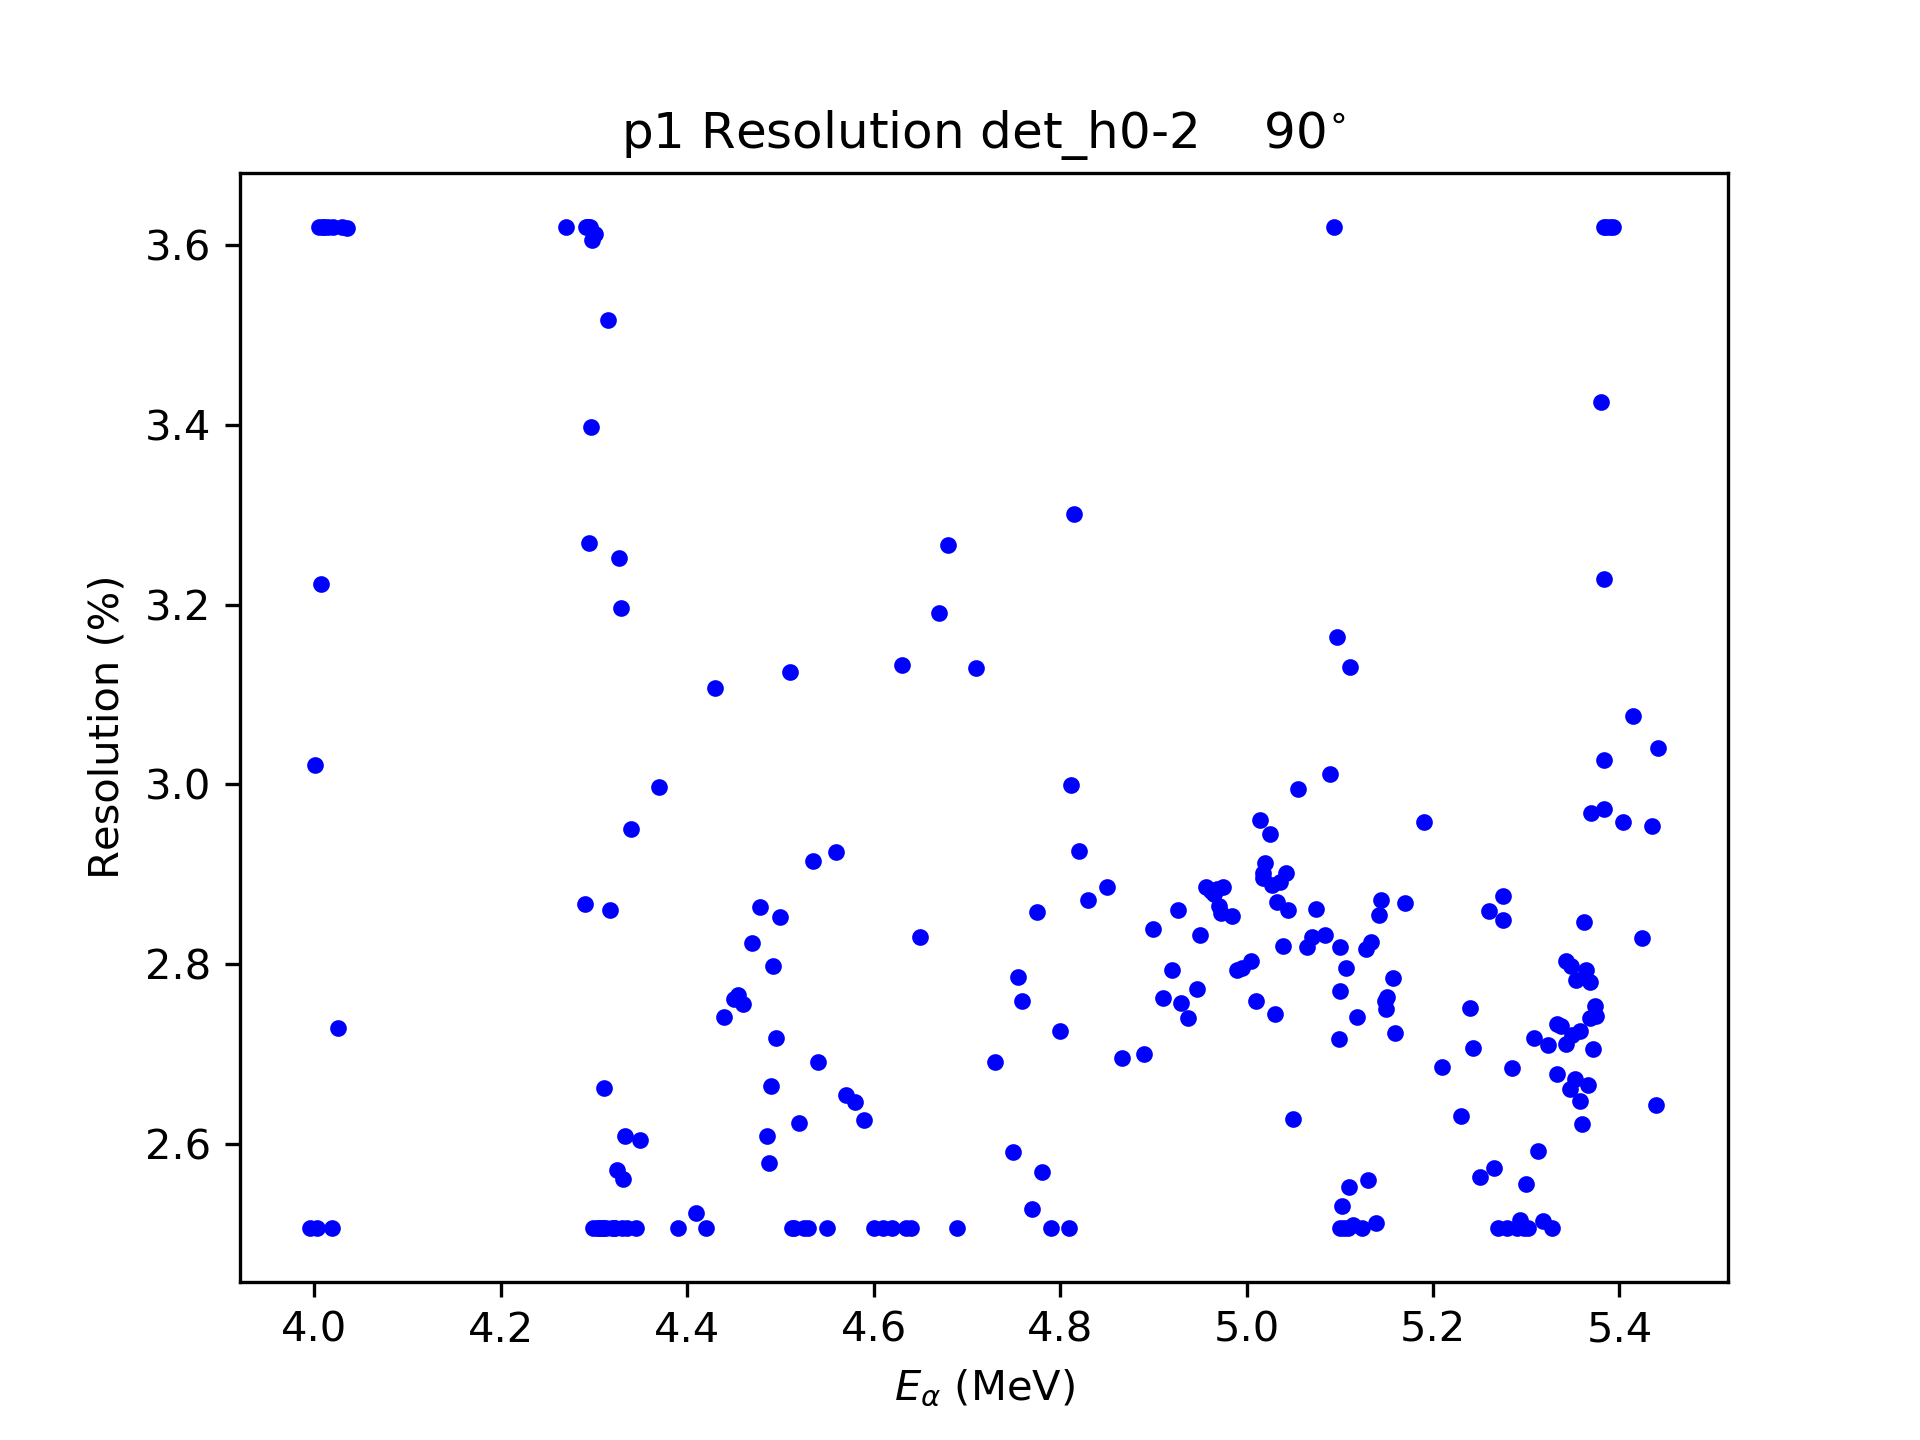 p1 Resolution det_h0-2 90°
3.6
3.4
3.2
3.0
2.8
2.6
Resolution (%)
4.0 4.2 4.4 4.6 4.8 5.0 5.2 5.4
Eα (MeV)